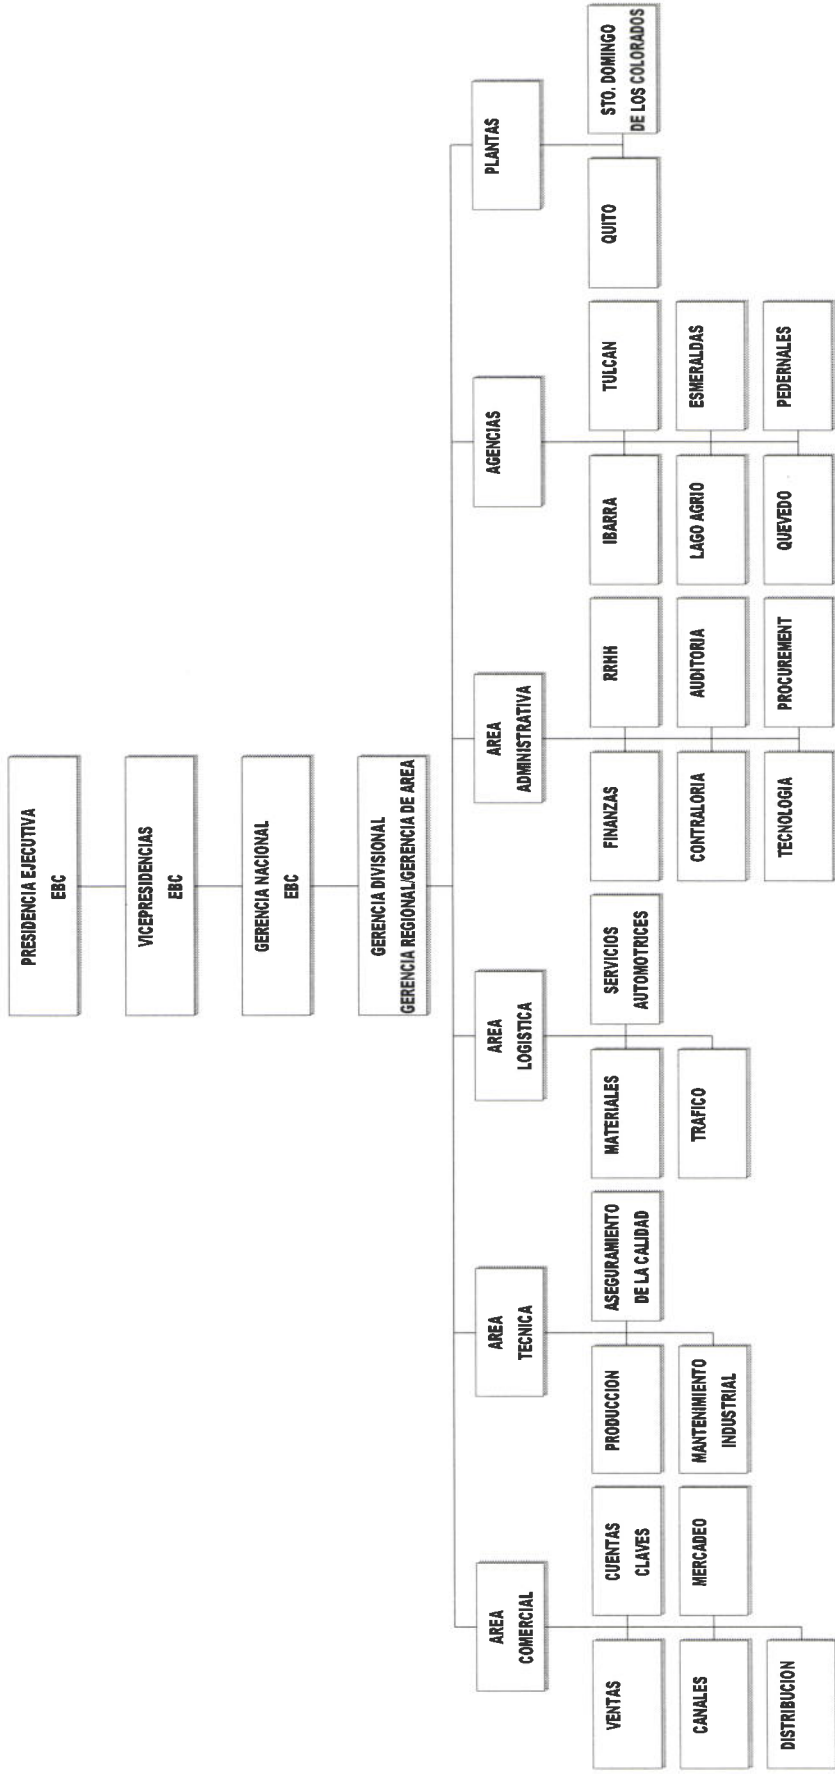 PRESIDENCIA EJECUTIVA
EBC
VICEPRESIDENCIAS
EBC
GERENCIA NACIONAL
EBC
GERENCIA DIVISIONAL
GERENCIA REGIONAL/GERENCIA DE AREA
AREA
COMERCIAL
VENTAS
CUENTAS
CLAVES
CANALES
MERCADEO
DISTRIBUCION
AREA
TECNICA
PRODUCCION
ASEGURAMIENTO
DE LA CALIDAD
MANTENIMIENTO
INDUSTRIAL
AREA
LOGISTICA
MATERIALES
SERVICIOS
AUTOMOTRICES
TRAFICO
AREA
ADMINISTRATIVA
FINANZAS
RRHH
CONTRALORIA
AUDITORIA
TECNOLOGIA
PROCUREMENT
AGENCIAS
IBARRA
TULCAN
LAGO AGRIO
ESMERALDAS
QUEVEDO
PEDERNALES
PLANTAS
QUITO
STO. DOMINGO
DE LOS COLORADOS